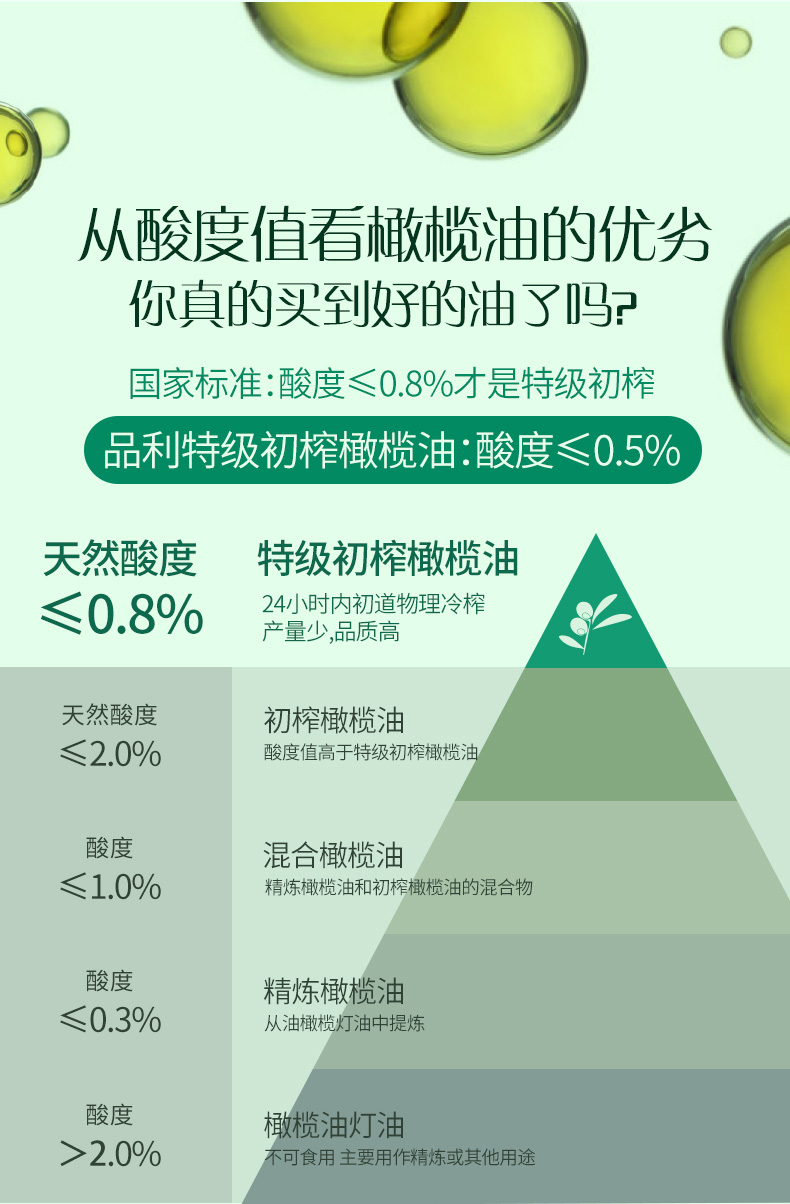 从酸度值看橄榄油的优劣
你真的买到好的油了吗?
国家标准:酸度≤0.8%才是特级初榨
品利特级初榨橄榄油:酸度≤0.5%
天然酸度
≤0.8%
特级初榨橄榄油
24小时内初道物理冷榨
产量少,品质高
天然酸度
≤2.0%
初榨橄榄油
酸度值高于特级初榨橄榄油
酸度
≤1.0%
混合橄榄油
精炼橄榄油和初榨橄榄油的混合物
酸度
≤0.3%
精炼橄榄油
从油橄榄灯油中提炼
酸度
>2.0%
橄榄油灯油
不可食用 主要用作精炼或其他用途